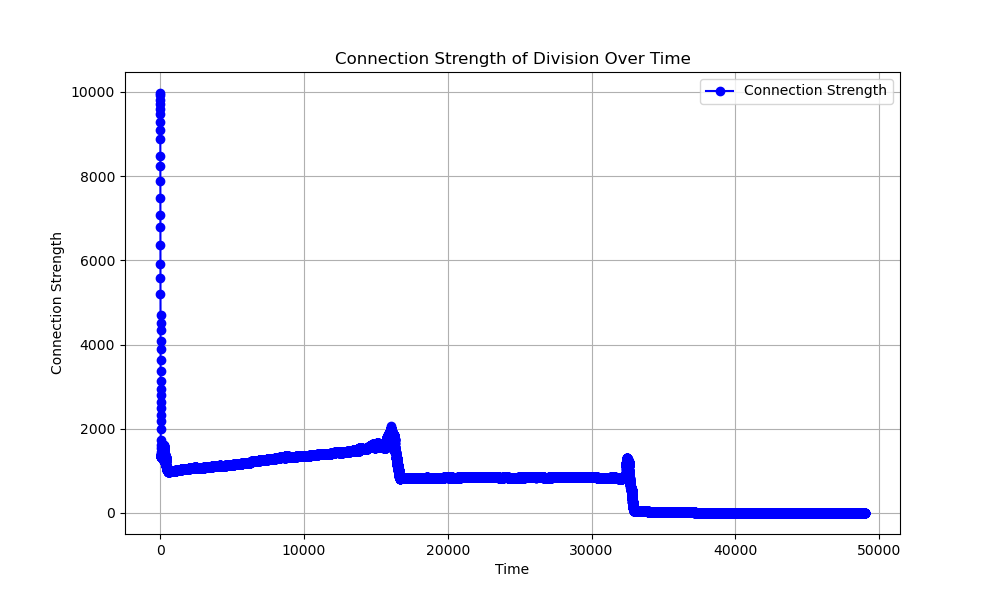 Connection Strength of Division Over Time
Connection Strength
10000
8000
6000
4000
2000
0
Connection Strength
0 10000 20000 30000 40000 50000
Time